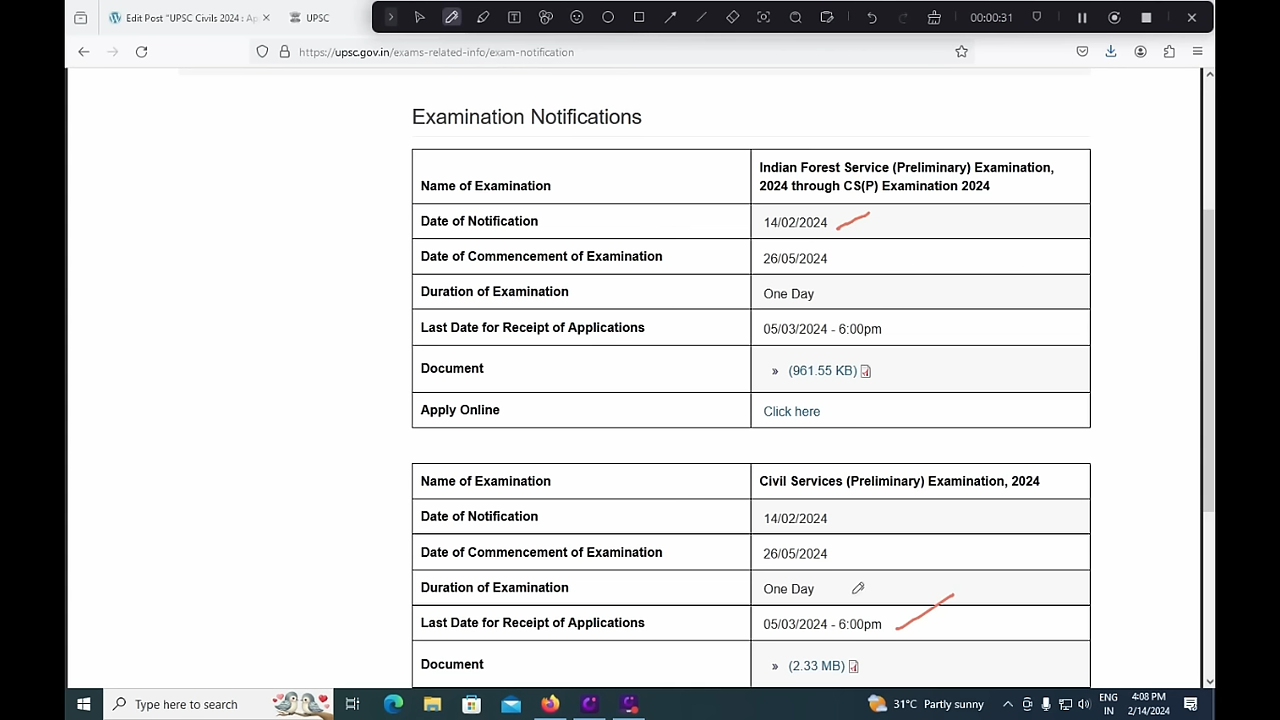 Edit Post "UPSC Civils 2024 : Ap
UPSC
00:00:31
https://upsc.gov.in/exams-related-info/exam-notification
Examination Notifications
Name of Examination
Indian Forest Service (Preliminary) Examination,
2024 through CS(P) Examination 2024
Date of Notification
14/02/2024
Date of Commencement of Examination
26/05/2024
Duration of Examination
One Day
Last Date for Receipt of Applications
05/03/2024 - 6:00pm
Document
» (961.55 KB)
Apply Online
Click here
Name of Examination
Civil Services (Preliminary) Examination, 2024
Date of Notification
14/02/2024
Date of Commencement of Examination
26/05/2024
Duration of Examination
One Day
Last Date for Receipt of Applications
05/03/2024 - 6:00pm
Document
» (2.33 MB)
Type here to search
31°C Partly sunny
ENG
IN
4:08 PM
2/14/2024